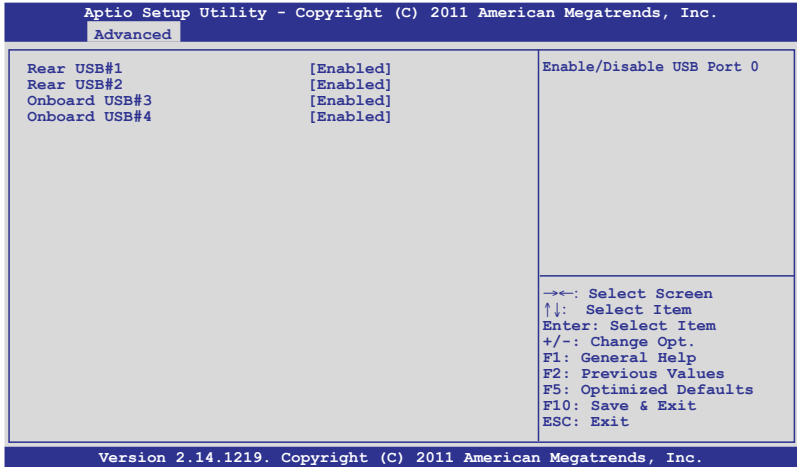 Aptio Setup Utility - Copyright (C) 2011 American Megatrends, Inc.
Advanced
Rear USB#1 [Enabled]
Rear USB#2 [Enabled]
Onboard USB#3 [Enabled]
Onboard USB#4 [Enabled]
Enable/Disable USB Port 0
→←: Select Screen
↑↓: Select Item
Enter: Select Item
+/-: Change Opt.
F1: General Help
F2: Previous Values
F5: Optimized Defaults
F10: Save & Exit
ESC: Exit
Version 2.14.1219. Copyright (C) 2011 American Megatrends, Inc.